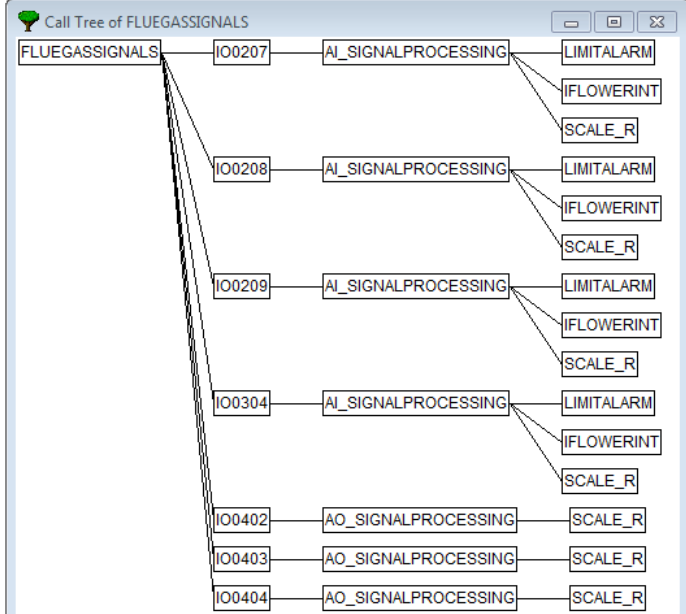 Call Tree of FLUEGASSIGNALS
FLUEGASSIGNALS IO0207 AI_SIGNALPROCESSING LIMITALARM
IFLOWERINT
SCALE_R
IO0208 AI_SIGNALPROCESSING LIMITALARM
IFLOWERINT
SCALE_R
IO0209 AI_SIGNALPROCESSING LIMITALARM
IFLOWERINT
SCALE_R
IO0304 AI_SIGNALPROCESSING LIMITALARM
IFLOWERINT
SCALE_R
IO0402 AO_SIGNALPROCESSING SCALE_R
IO0403 AO_SIGNALPROCESSING SCALE_R
IO0404 AO_SIGNALPROCESSING SCALE_R